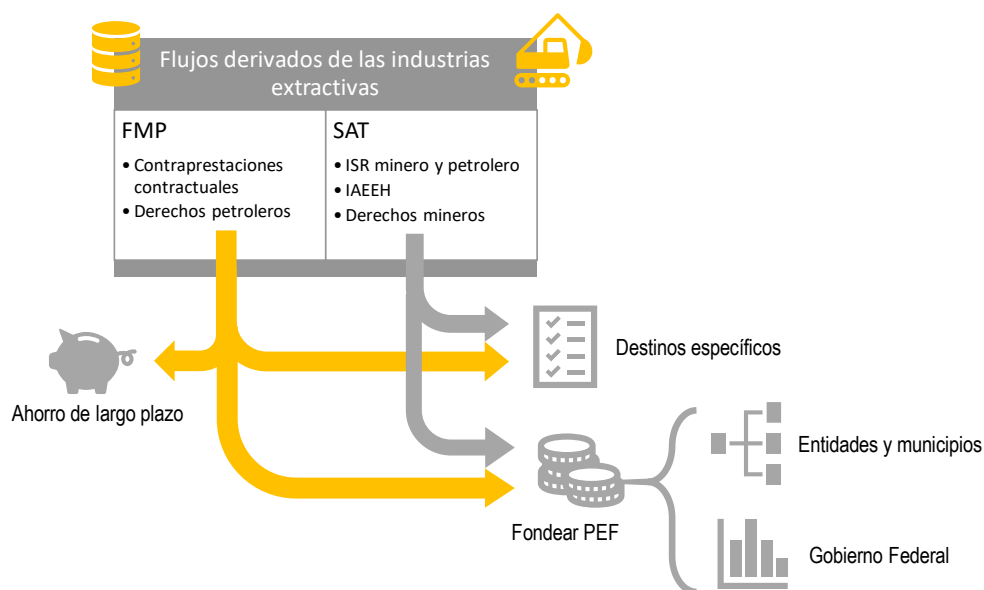 Flujos derivados de las industrias
extractivas
FMP
• Contraprestaciones
contractuales
• Derechos petroleros
SAT
• ISR minero y petrolero
• IAEEH
• Derechos mineros
Destinos específicos
Ahorro de largo plazo
Entidades y municipios
Fondear PEF
Gobierno Federal